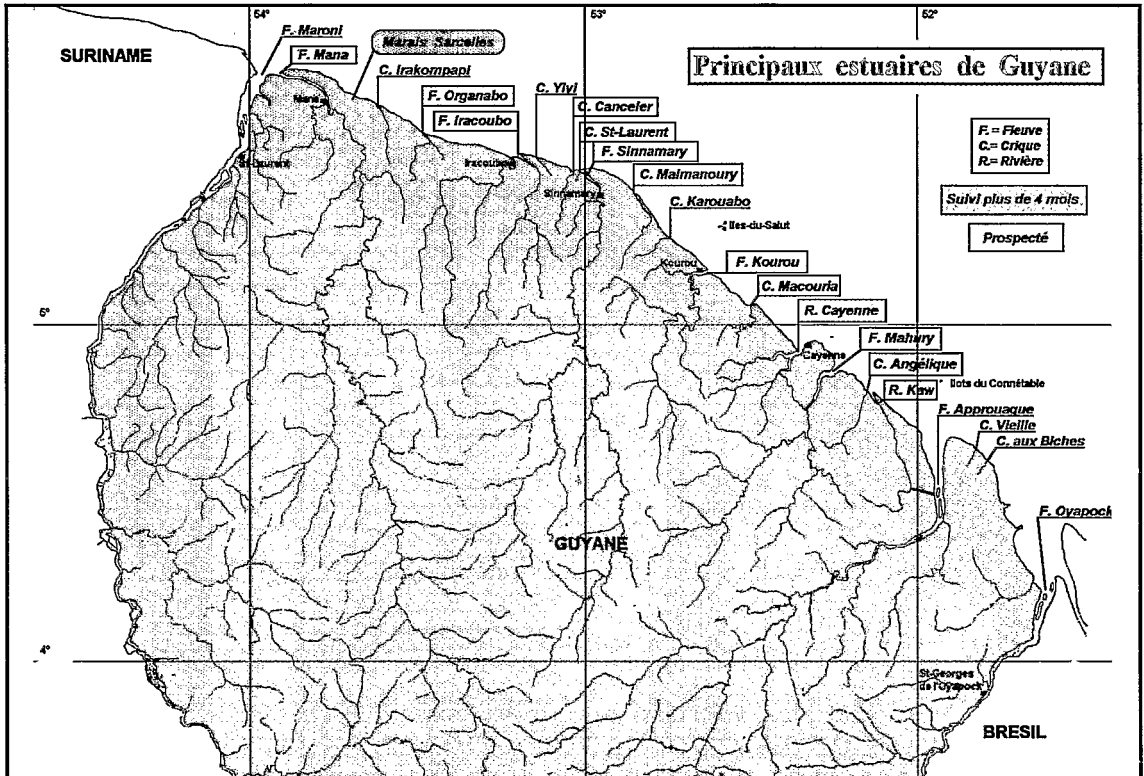 54°
53°
52°
SURINAME
F. Maroni
F. Mana
Marais Sarcelles
Principaux estuaires de Guyane
Mana
C. Irakompapi
F. Organabo
F. Iracoubo
C. Yiyi
C. Canceler
C. St-Laurent
F. Sinnamary
F. = Fleuve
C.= Crique
R.= Rivière
St-Laurent
Iracoubo
Sinnamary
C. Malmanoury
Suivi plus de 4 mois
C. Karouabo
Iles-du-Salut
Prospecté
Kourou
F. Kourou
C. Macouria
5°
R. Cayenne
F. Mahury
Cayenne
C. Angélique
Ilots du Connétable
R. Kaw
F. Approuague
C. Vieille
C. aux Biches
F. Oyapock
GUYANE
4°
St-Georges
de l'Oyapock
BRESIL